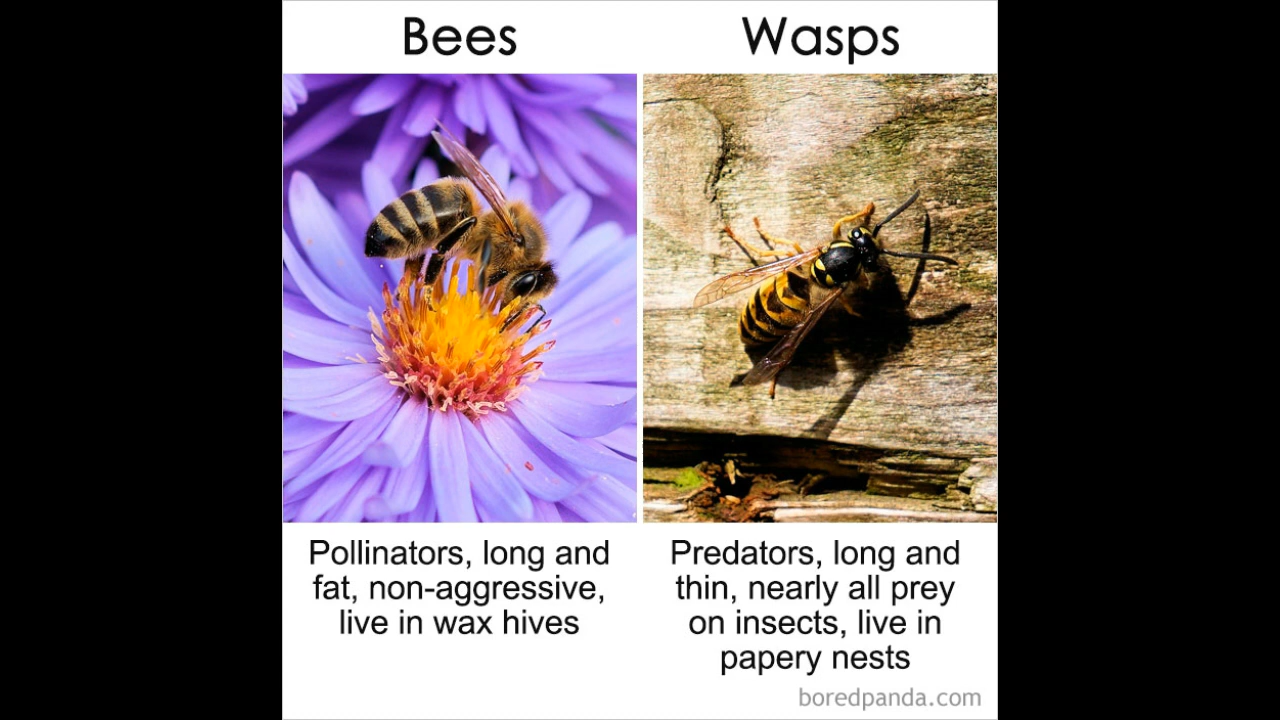 Bees
Wasps
Pollinators, long and
fat, non-aggressive,
live in wax hives
Predators, long and
thin, nearly all prey
on insects, live in
papery nests
boredpanda.com